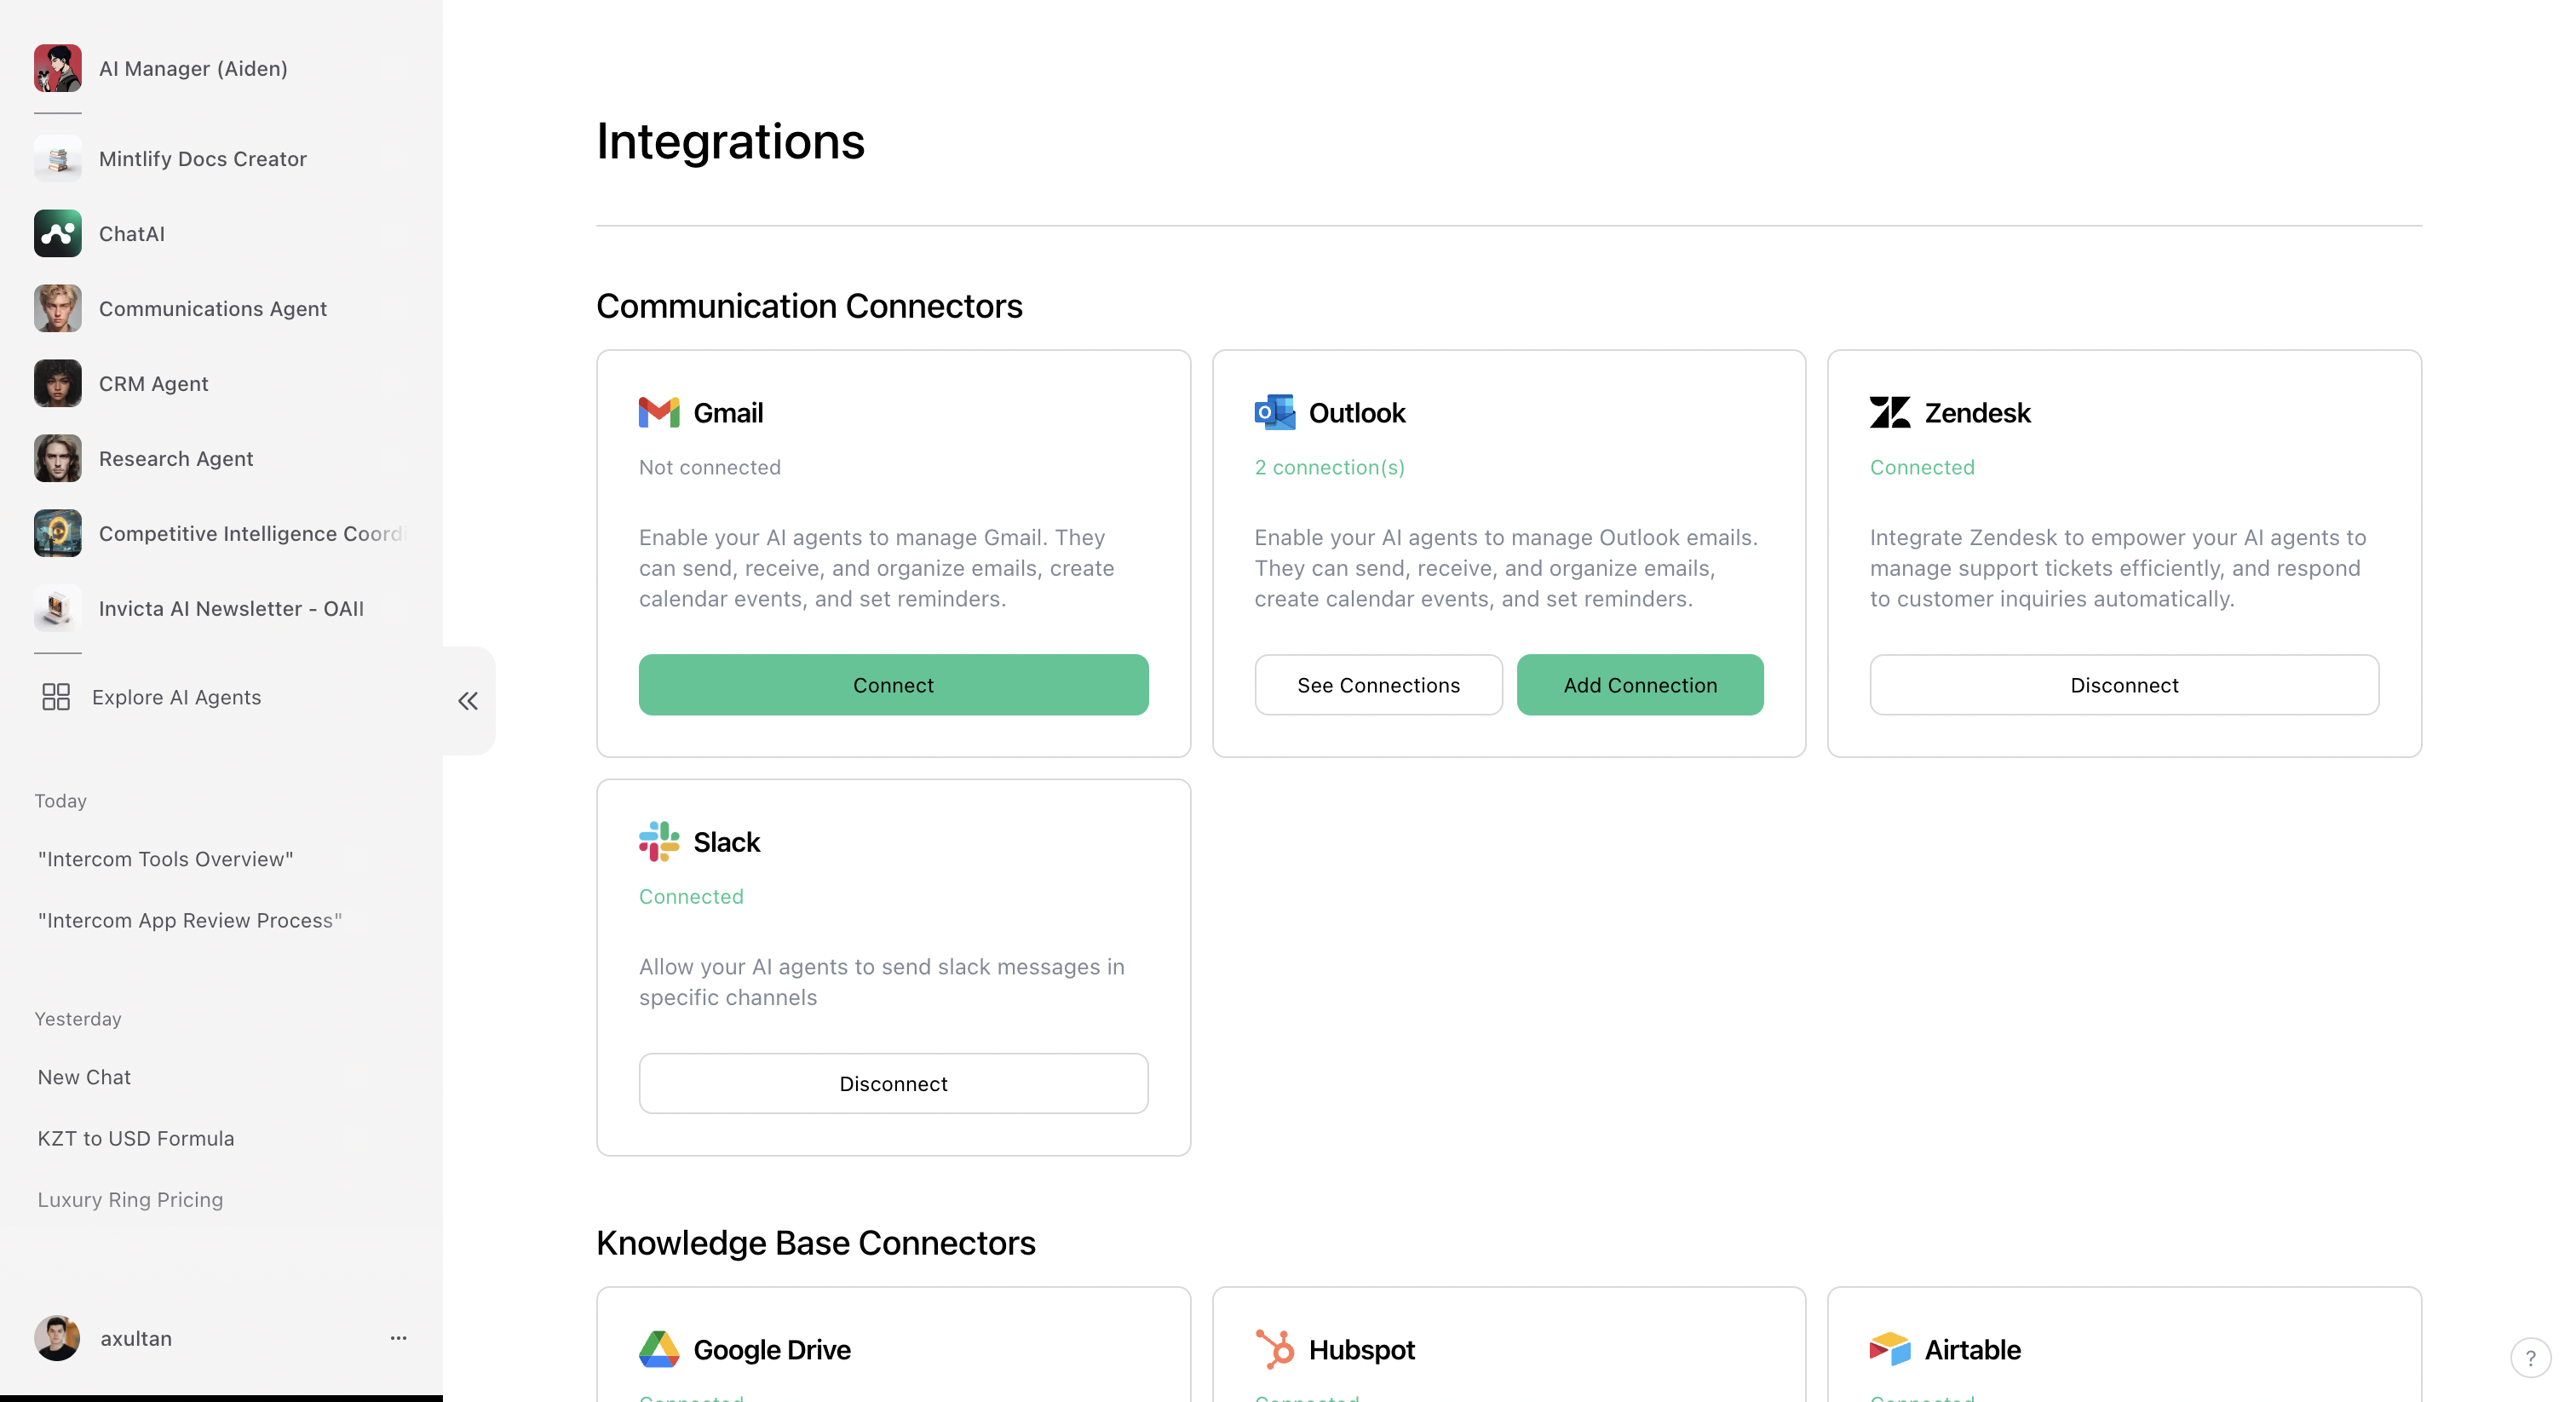 AI Manager (Aiden)
Mintlify Docs Creator
ChatAI
Communications Agent
CRM Agent
Research Agent
Competitive Intelligence Coordi
Invicta AI Newsletter - OAII
Explore AI Agents
Today
"Intercom Tools Overview"
"Intercom App Review Process"
Yesterday
New Chat
KZT to USD Formula
Luxury Ring Pricing
axultan
Integrations
Communication Connectors
Gmail
Not connected
Enable your AI agents to manage Gmail. They
can send, receive, and organize emails, create
calendar events, and set reminders.
Connect
Outlook
2 connection(s)
Enable your AI agents to manage Outlook emails.
They can send, receive, and organize emails,
create calendar events, and set reminders.
See Connections
Add Connection
Zendesk
Connected
Integrate Zendesk to empower your AI agents to
manage support tickets efficiently, and respond
to customer inquiries automatically.
Disconnect
Slack
Connected
Allow your AI agents to send slack messages in
specific channels
Disconnect
Knowledge Base Connectors
Google Drive
Connected
Hubspot
Connected
Airtable
Connected
?